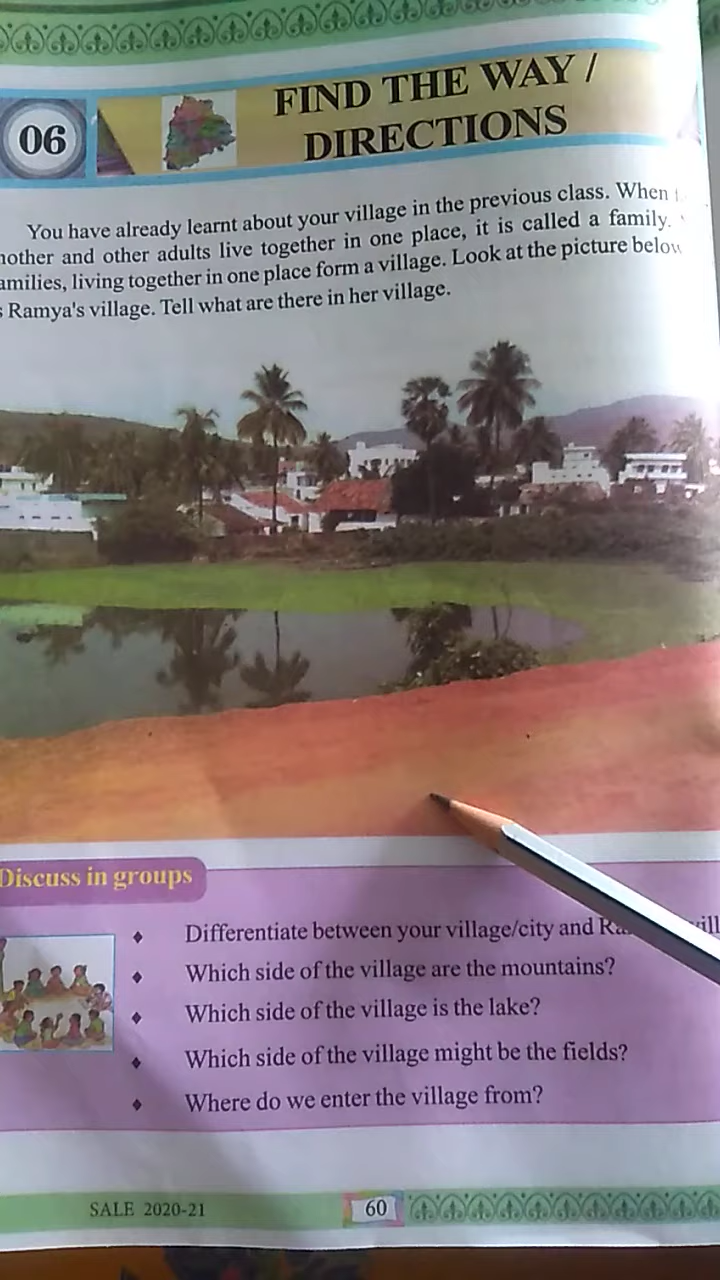 06
FIND THE WAY /
DIRECTIONS
You have already learnt about your village in the previous class. When
mother and other adults live together in one place, it is called a family.
families, living together in one place form a village. Look at the picture below
Ramya's village. Tell what are there in her village.
Discuss in groups
Differentiate between your village/city and
Which side of the village are the mountains?
Which side of the village is the lake?
Which side of the village might be the fields?
Where do we enter the village from?
SALE 2020-21
60